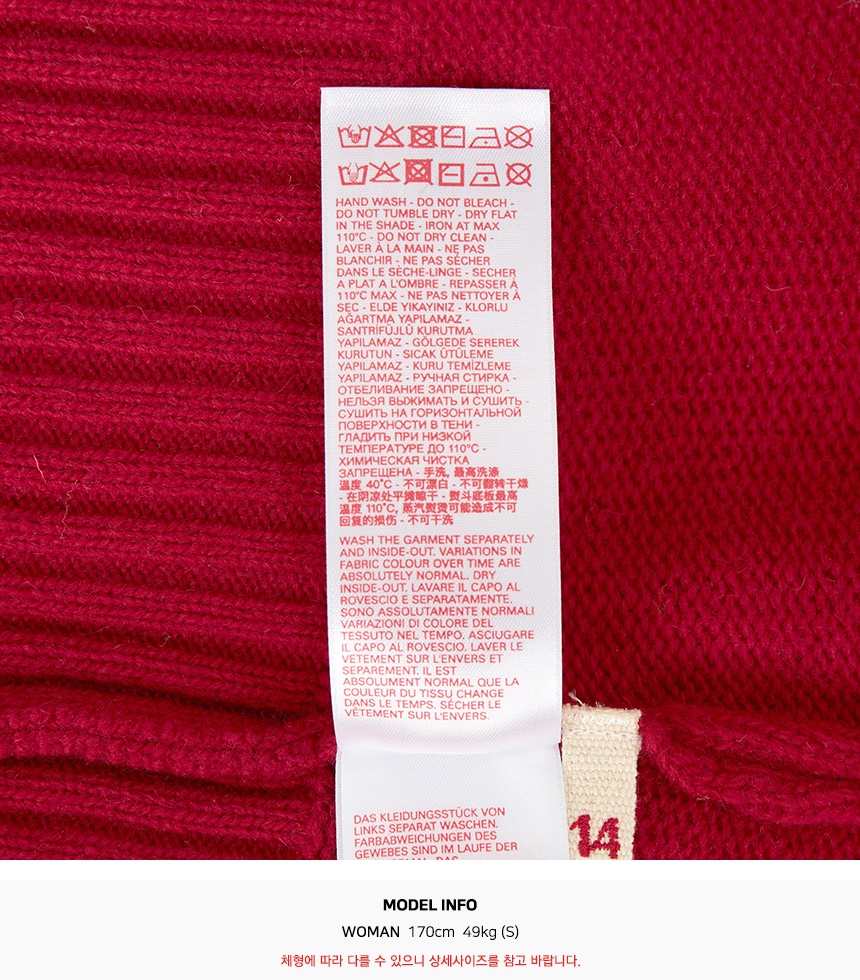 HAND WASH - DO NOT BLEACH -
DO NOT TUMBLE DRY - DRY FLAT
IN THE SHADE - IRON AT MAX
110°C - DO NOT DRY CLEAN -
LAVER À LA MAIN - NE PAS
BLANCHIR - NE PAS SÉCHER
DANS LE SÈCHE-LINGE - SECHER
A PLAT A L'OMBRE - REPASSER À
110°C MAX - NE PAS NETTOYER À
SEC - ELDE YIKAYINIZ - KLORLU
AĞARTMA YAPILAMAZ -
SANTRİFÜJLÜ KURUTMA
YAPILAMAZ - GÖLGEDE SEREREK
KURUTUN - SICAK ÜTÜLEME
YAPILAMAZ - KURU TEMİZLEME
YAPILAMAZ - РУЧНАЯ СТИРКА -
ОТБЕЛИВАНИЕ ЗАПРЕЩЕНО -
НЕЛЬЗЯ ВЫЖИМАТЬ И СУШИТЬ -
СУШИТЬ НА ГОРИЗОНТАЛЬНОЙ
ПОВЕРХНОСТИ В ТЕНИ -
ГЛАДИТЬ ПРИ НИЗКОЙ
ТЕМПЕРАТУРЕ ДО 110°C -
ХИМИЧЕСКАЯ ЧИСТКА
ЗАПРЕЩЕНА - 手洗, 最高洗涤
温度 40°C - 不可漂白 - 不可翻转干燥
- 在阴凉处平摊晾干 - 熨斗底板最高
温度 110°C, 蒸汽熨烫可能造成不可
回复的损伤 - 不可干洗
WASH THE GARMENT SEPARATELY
AND INSIDE-OUT. VARIATIONS IN
FABRIC COLOUR OVER TIME ARE
ABSOLUTELY NORMAL. DRY
INSIDE-OUT. LAVARE IL CAPO AL
ROVESCIO E SEPARATAMENTE.
SONO ASSOLUTAMENTE NORMALI
VARIAZIONI DI COLORE DEL
TESSUTO NEL TEMPO. ASCIUGARE
IL CAPO AL ROVESCIO. LAVER LE
VETEMENT SUR L'ENVERS ET
SEPAREMENT. IL EST
ABSOLUMENT NORMAL QUE LA
COULEUR DU TISSU CHANGE
DANS LE TEMPS. SÉCHER LE
VÊTEMENT SUR L'ENVERS.
DAS KLEIDUNGSSTÜCK VON
LINKS SEPARAT WASCHEN.
FARBABWEICHUNGEN DES
GEWEBES SIND IM LAUFE DER
14
MODEL INFO
WOMAN 170cm 49kg (S)
체형에 따라 다를 수 있으니 상세사이즈를 참고 바랍니다.